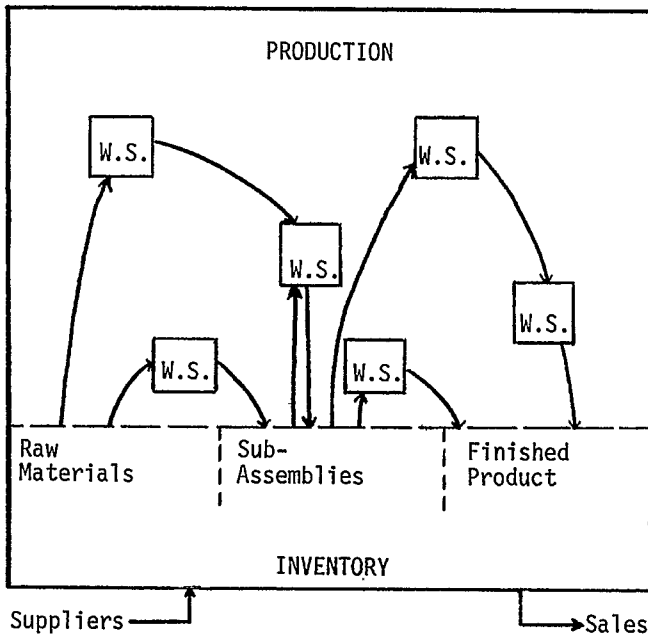 PRODUCTION
W.S.
W.S.
W.S.
W.S.
W.S.
W.S.
Raw
Materials
Sub-
Assemblies
Finished
Product
INVENTORY
Suppliers
Sales